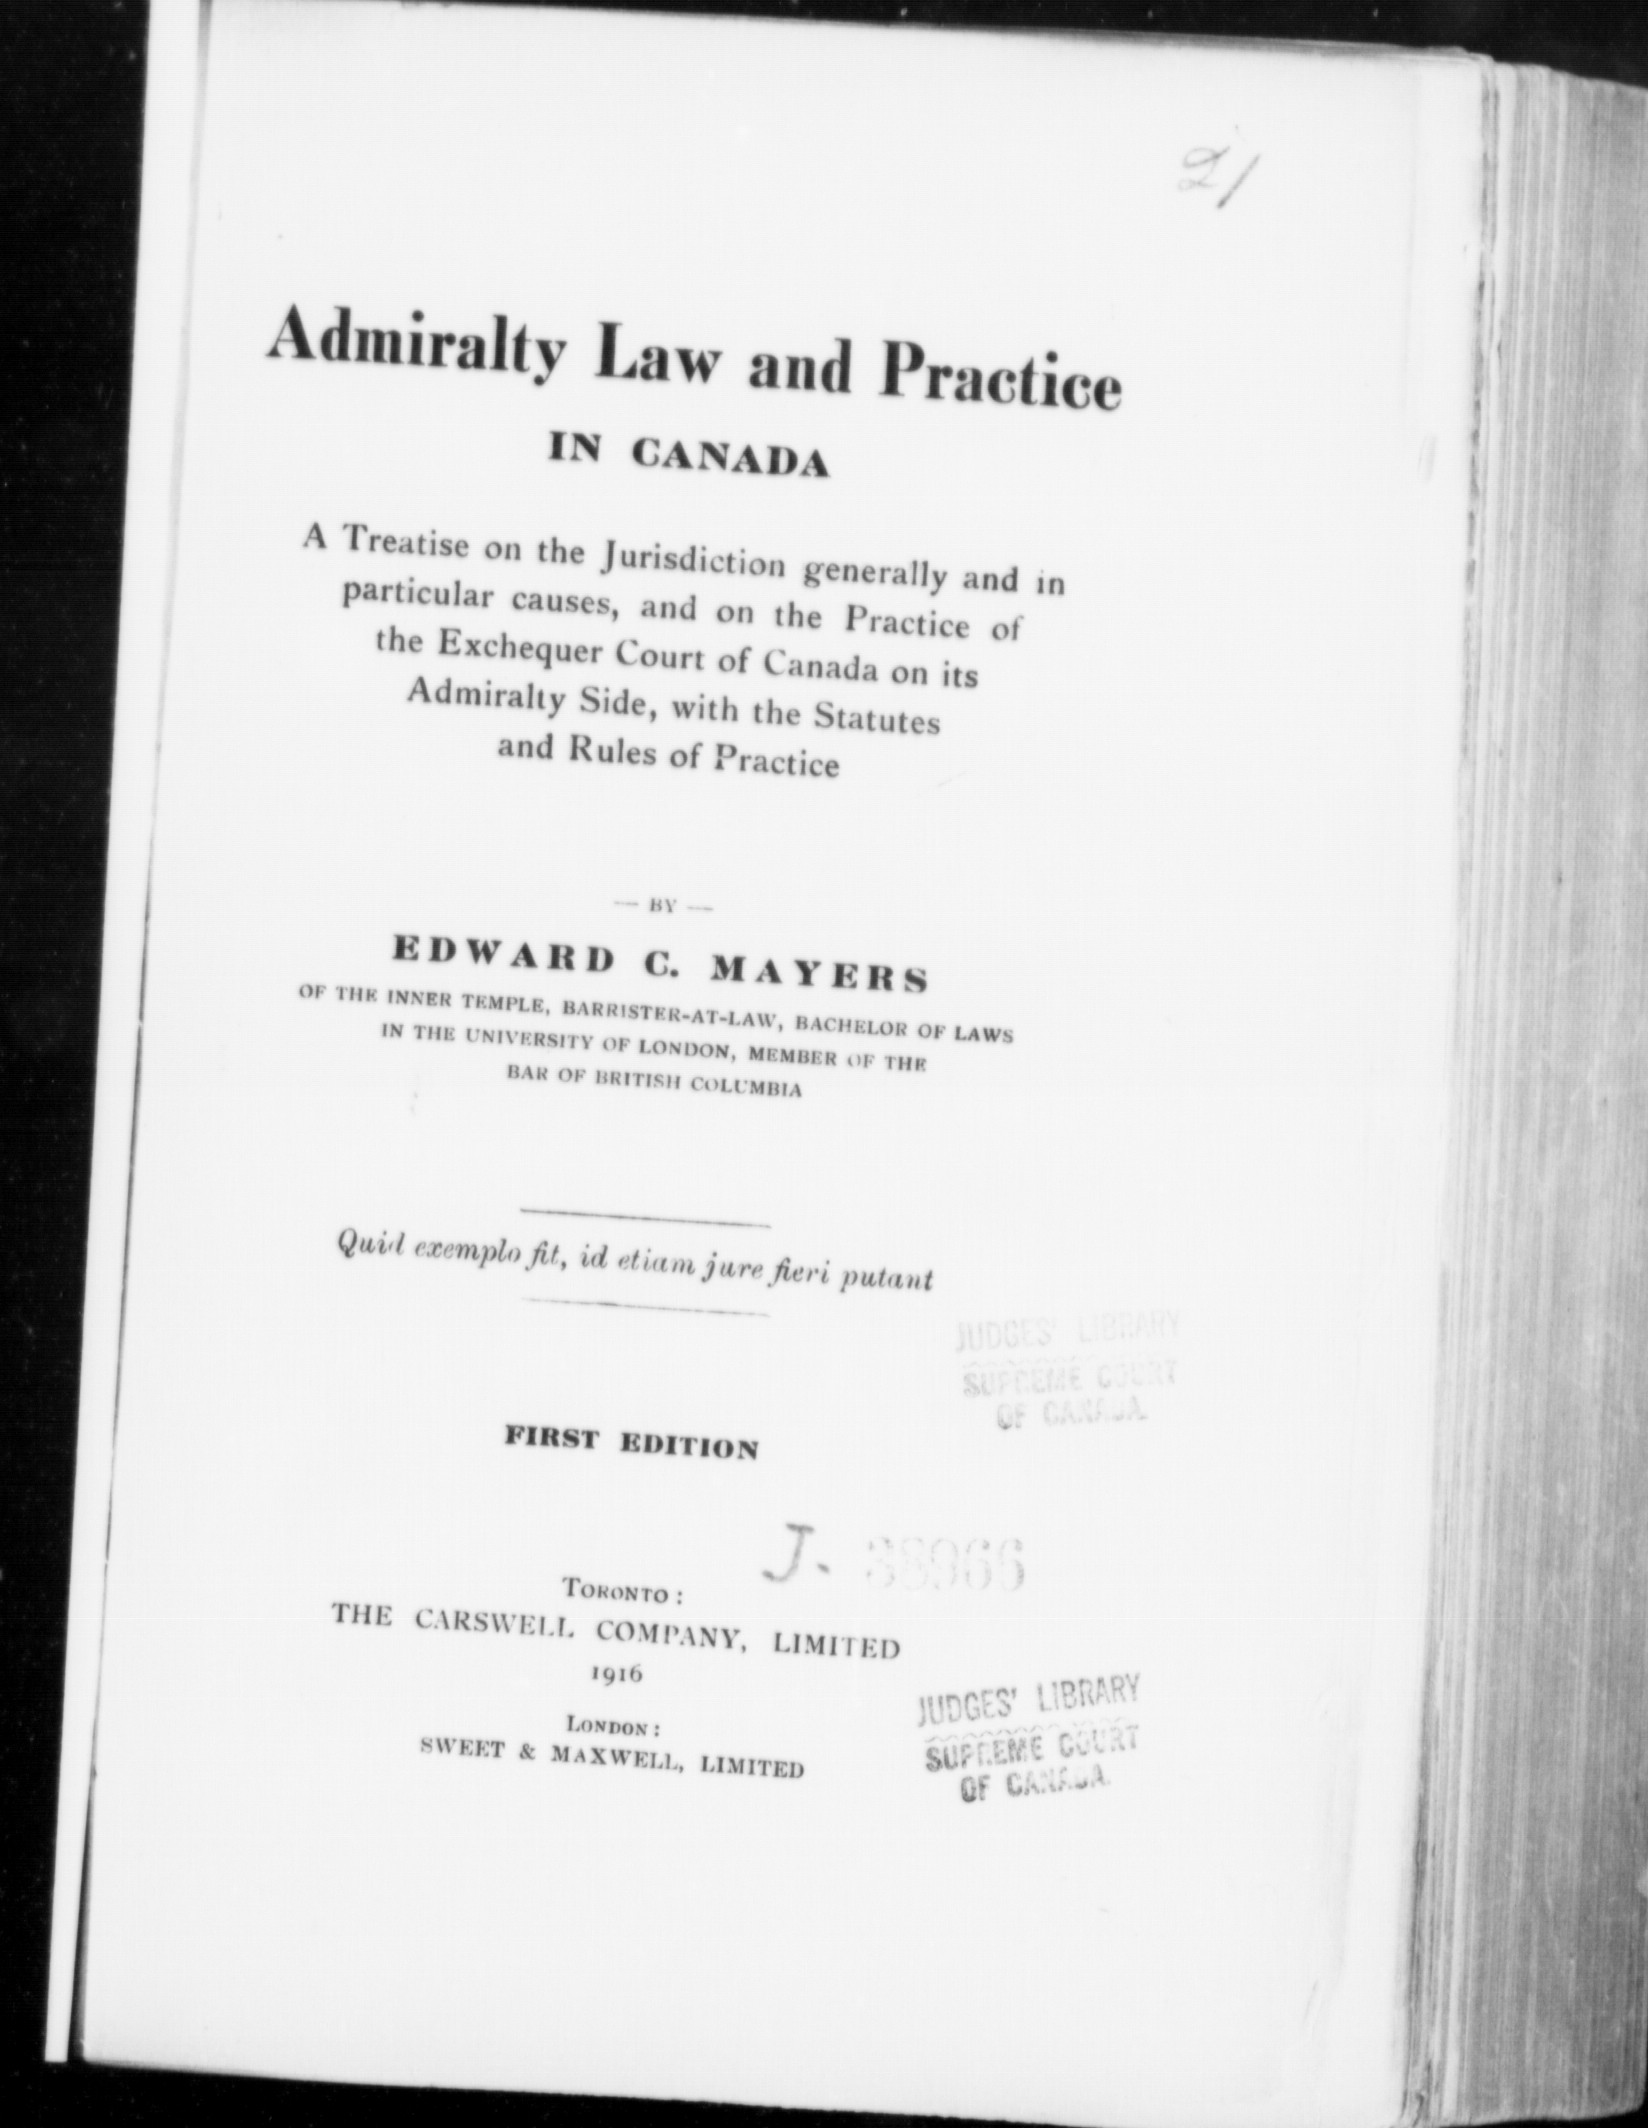 21
Admiralty Law and Practice
IN CANADA
A Treatise on the Jurisdiction generally and in
particular causes, and on the Practice of
the Exchequer Court of Canada on its
Admiralty Side, with the Statutes
and Rules of Practice
— BY —
EDWARD C. MAYERS
OF THE INNER TEMPLE, BARRISTER-AT-LAW, BACHELOR OF LAWS
IN THE UNIVERSITY OF LONDON, MEMBER OF THE
BAR OF BRITISH COLUMBIA
Quid exemplo fit, id etiam jure fieri putant
JUDGES' LIBRARY
SUPREME COURT
OF CANADA.
FIRST EDITION
J. 38966
TORONTO:
THE CARSWELL COMPANY, LIMITED
1916
LONDON:
SWEET & MAXWELL, LIMITED
JUDGES' LIBRARY
SUPREME COURT
OF CANADA.